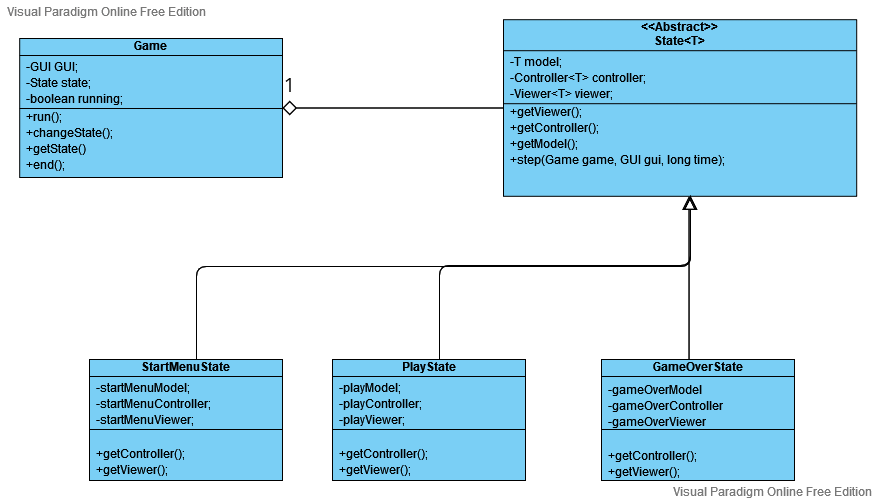 Visual Paradigm Online Free Edition
Game
-GUI GUI;
-State state;
-boolean running;
+run();
+changeState();
+getState()
+end();
1
<<Abstract>>
State<T>
-T model;
-Controller<T> controller;
-Viewer<T> viewer;
+getViewer();
+getController();
+getModel();
+step(Game game, GUI gui, long time);
StartMenuState
-startMenuModel;
-startMenuController;
-startMenuViewer;
+getController();
+getViewer();
PlayState
-playModel;
-playController;
-playViewer;
+getController();
+getViewer();
GameOverState
-gameOverModel
-gameOverController
-gameOverViewer
+getController();
+getViewer();
Visual Paradigm Online Free Edition